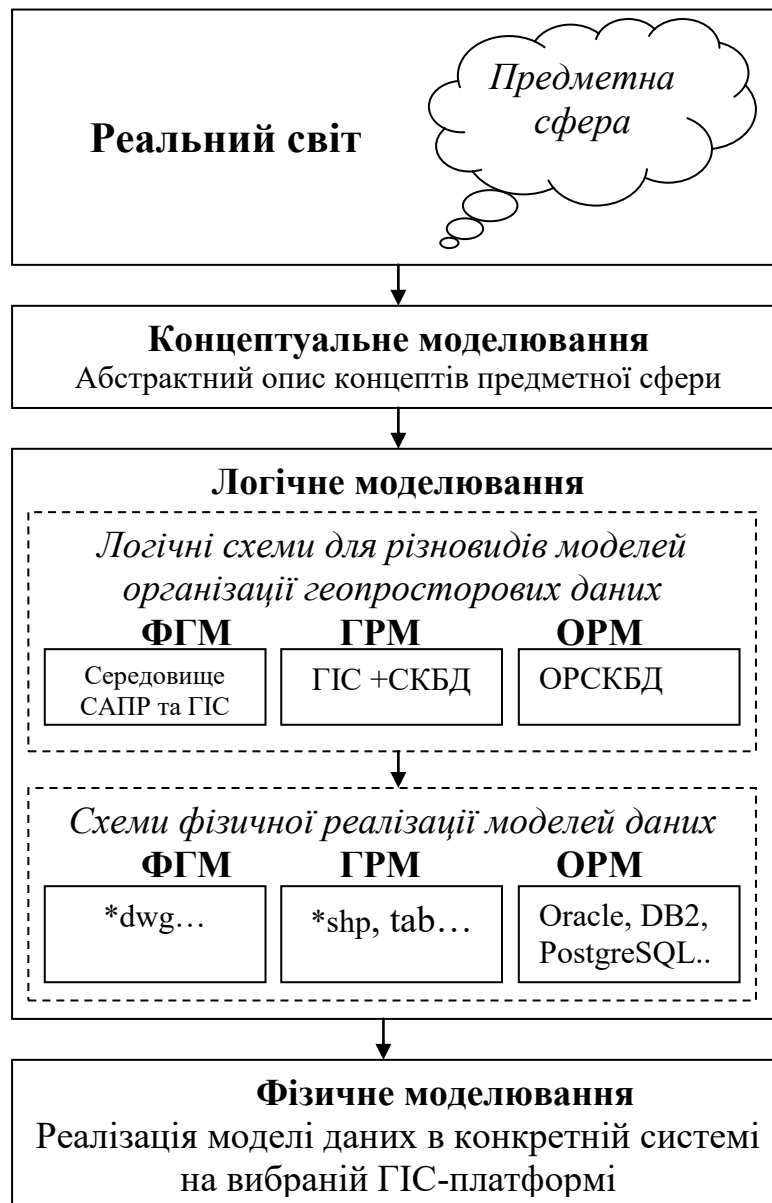 Предметна
сфера
Реальний світ
Концептуальне моделювання
Абстрактний опис концептів предметної сфери
Логічне моделювання
Логічні схеми для різновидів моделей
організації геопросторових даних
ФГМ ГРМ ОРМ
Середовище
САПР та ГІС
ГІС +СКБД
ОРСКБД
Схеми фізичної реалізації моделей даних
ФГМ ГРМ ОРМ
*dwg…
*shp, tab…
Oracle, DB2,
PostgreSQL..
Фізичне моделювання
Реалізація моделі даних в конкретній системі
на вибраній ГІС-платформі